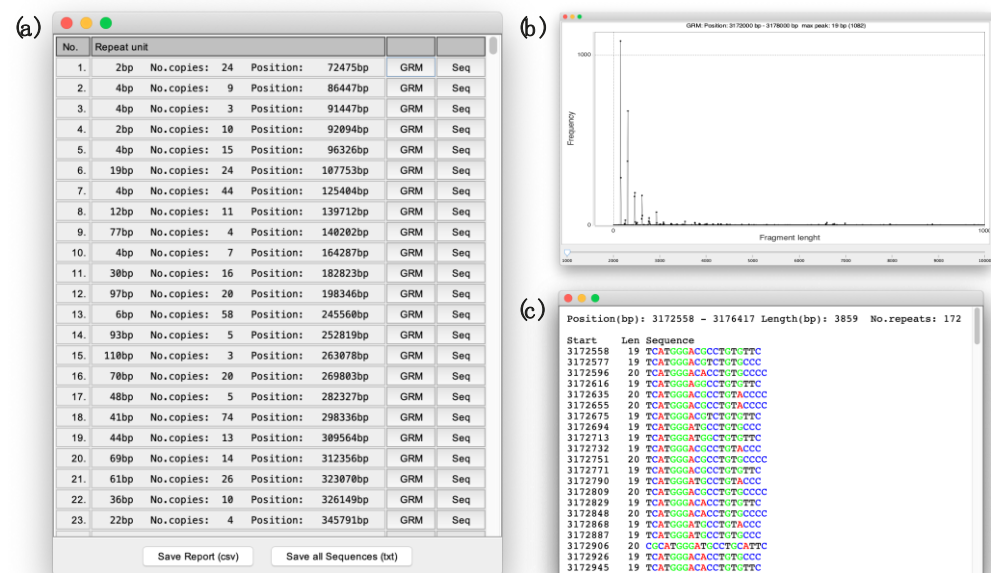 (a)
No. Repeat unit
1. 2bp No.copies: 24 Position: 72475bp GRM Seq
2. 4bp No.copies: 9 Position: 86447bp GRM Seq
3. 4bp No.copies: 3 Position: 91447bp GRM Seq
4. 2bp No.copies: 10 Position: 92094bp GRM Seq
5. 4bp No.copies: 15 Position: 96326bp GRM Seq
6. 19bp No.copies: 24 Position: 107753bp GRM Seq
7. 4bp No.copies: 44 Position: 125404bp GRM Seq
8. 12bp No.copies: 11 Position: 139712bp GRM Seq
9. 77bp No.copies: 4 Position: 140202bp GRM Seq
10. 4bp No.copies: 7 Position: 164287bp GRM Seq
11. 30bp No.copies: 16 Position: 182823bp GRM Seq
12. 97bp No.copies: 20 Position: 198346bp GRM Seq
13. 6bp No.copies: 58 Position: 245560bp GRM Seq
14. 93bp No.copies: 5 Position: 252819bp GRM Seq
15. 110bp No.copies: 3 Position: 263078bp GRM Seq
16. 70bp No.copies: 20 Position: 269803bp GRM Seq
17. 48bp No.copies: 5 Position: 282327bp GRM Seq
18. 41bp No.copies: 74 Position: 298336bp GRM Seq
19. 44bp No.copies: 13 Position: 309564bp GRM Seq
20. 69bp No.copies: 14 Position: 312356bp GRM Seq
21. 61bp No.copies: 26 Position: 323070bp GRM Seq
22. 36bp No.copies: 10 Position: 326149bp GRM Seq
23. 22bp No.copies: 4 Position: 345791bp GRM Seq
Save Report (csv) Save all Sequences (txt)
(b)
GRM: Position: 3172000 bp - 3178000 bp max peak: 19 bp (1082)
1000
Frequency
0
0 100
Fragment lenght
1000 2000 3000 4000 5000 6000 7000 8000 9000 10000
(c)
Position(bp): 3172558 - 3176417 Length(bp): 3859 No.repeats: 172
Start Len Sequence
3172558 19 TCATGGGACGCCTGTGTTC
3172577 19 TCATGGGACGTCTGTGCCC
3172596 20 TCATGGGACACCTGTGCCCC
3172616 19 TCATGGGAGGCCTGTGTTC
3172635 20 TCATGGGACGCCTGTACCCC
3172655 20 TCATGGGACGCCTGTACCCC
3172675 19 TCATGGGACGTCTGTGTTC
3172694 19 TCATGGGATGCCTGTGCCC
3172713 19 TCATGGGATGGCTGTGTTC
3172732 19 TCATGGGACGCCTGTACCC
3172751 20 TCATGGGACGCCTGTGCCCC
3172771 19 TCATGGGACGCCTGTGTTC
3172790 19 TCATGGGATGCCTGTACCC
3172809 20 TCATGGGACGCCTGTGCCCC
3172829 19 TCATGGGACACCTGTGTTC
3172848 20 TCATGGGACACCTGTGCCCC
3172868 19 TCATGGGATGCCTGTACCC
3172887 19 TCATGGGATGCCTGTGCCC
3172906 20 CGCATGGGATGCCTGCATTC
3172926 19 TCATGGGACACCTGTGCCC
3172945 19 TCATGGGACACCTGTGTTC